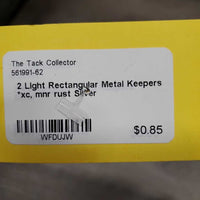 The Tack Collector
561991-62
2 Light Rectangular Metal Keepers
*xc, mnr rust Silver
WFDUJW
$0.85